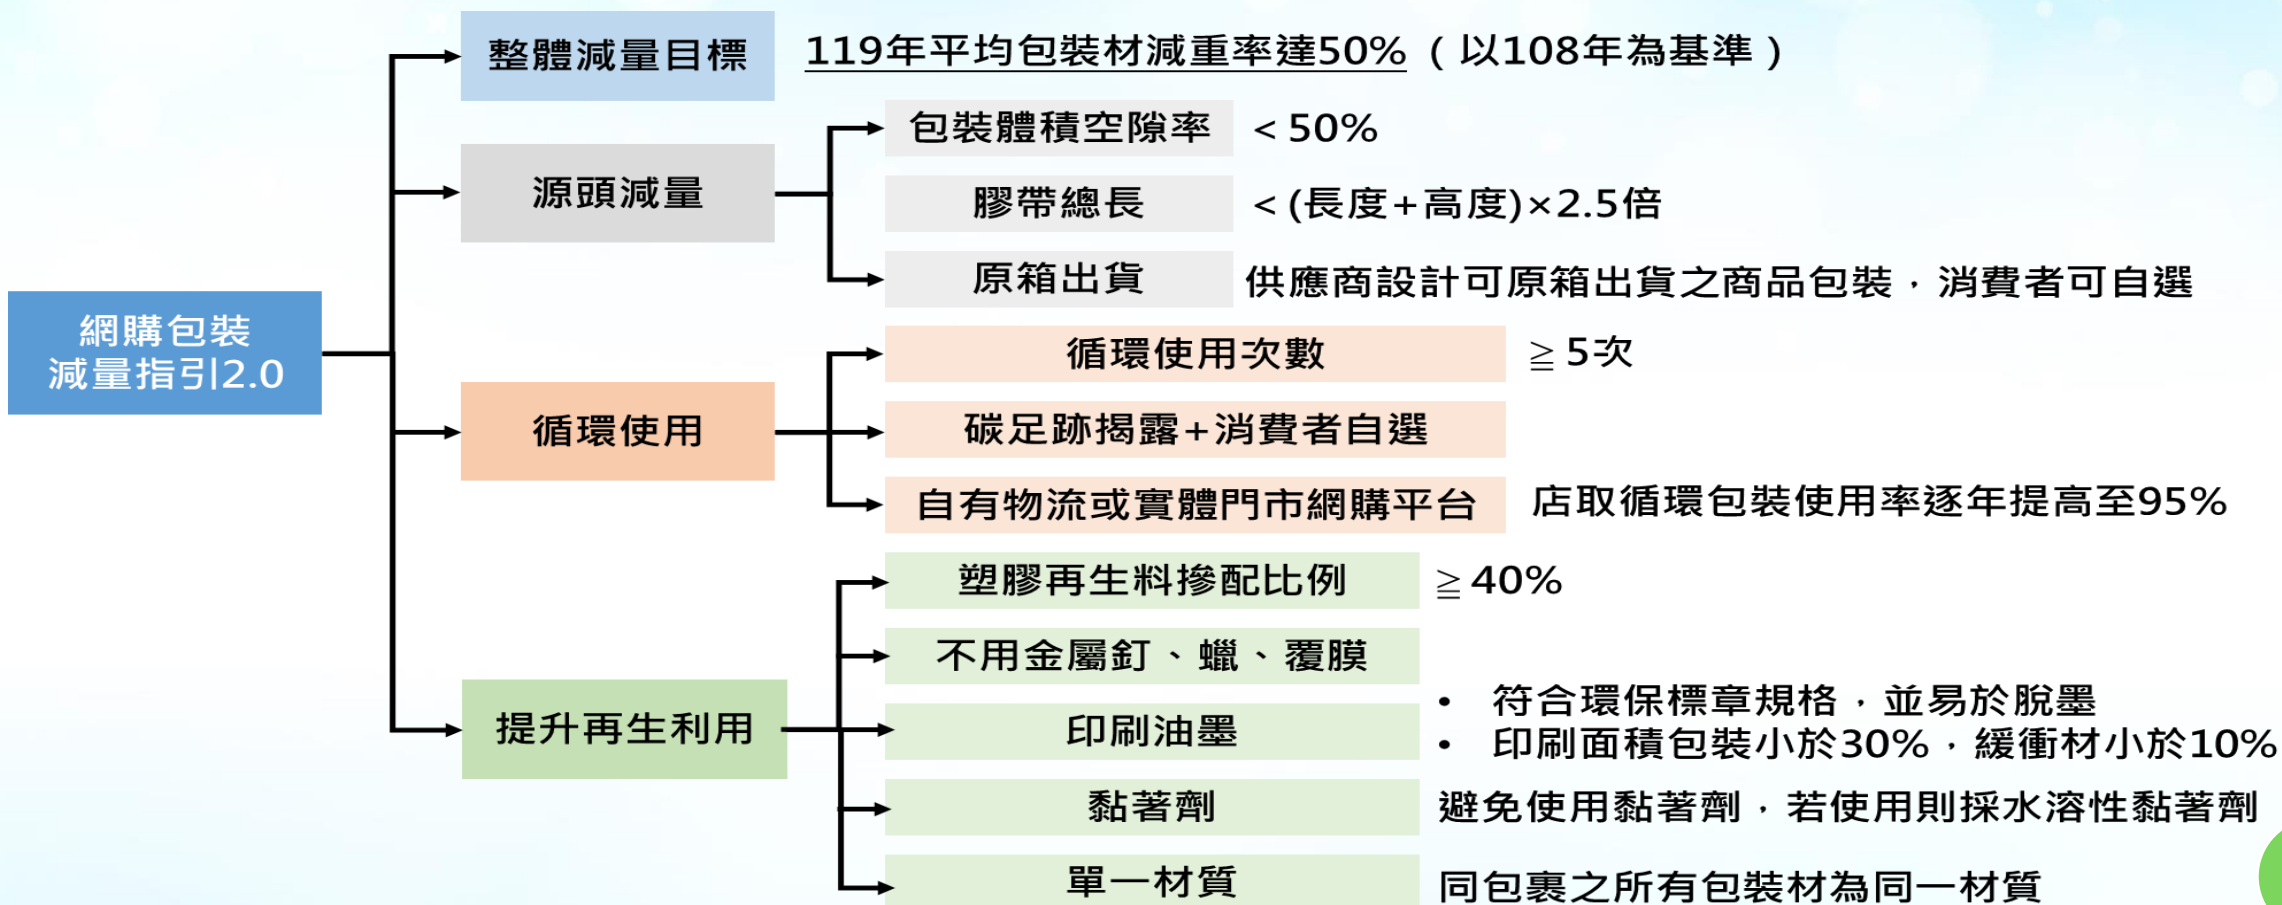 整體減量目標
119年平均包裝材減重率達50%（以108年為基準）
源頭減量
包裝體積空隙率
＜50%
膠帶總長
＜(長度+高度)×2.5倍
原箱出貨
供應商設計可原箱出貨之商品包裝，消費者可自選
網購包裝
減量指引2.0
循環使用
循環使用次數
≧5次
碳足跡揭露+消費者自選
自有物流或實體門市網購平台
店取循環包裝使用率逐年提高至95%
提升再生利用
塑膠再生料摻配比例
≧40%
不用金屬釘、蠟、覆膜
印刷油墨
• 符合環保標章規格，並易於脫墨
• 印刷面積包裝小於30%，緩衝材小於10%
黏著劑
避免使用黏著劑，若使用則採水溶性黏著劑
單一材質
同包裹之所有包裝材為同一材質